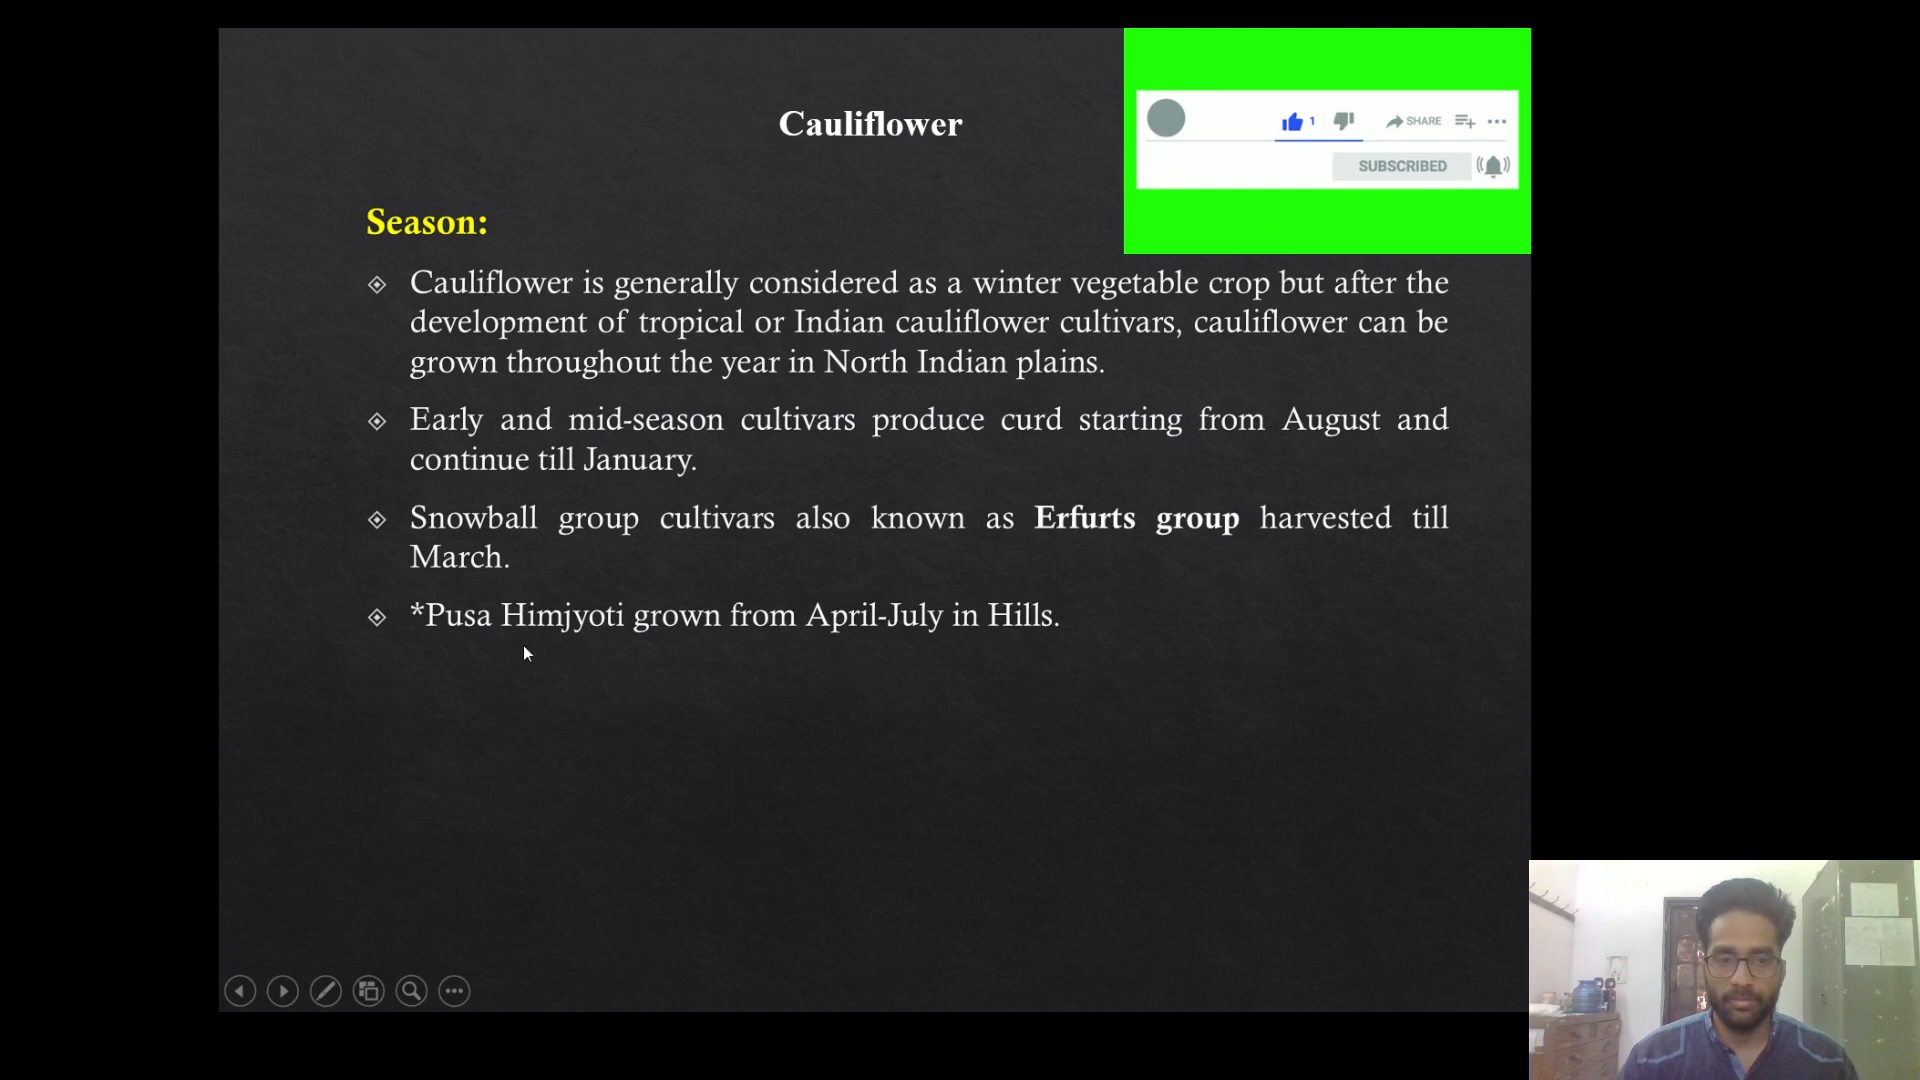 Cauliflower
1
SHARE
SUBSCRIBED
Season:
Cauliflower is generally considered as a winter vegetable crop but after the
development of tropical or Indian cauliflower cultivars, cauliflower can be
grown throughout the year in North Indian plains.
Early and mid-season cultivars produce curd starting from August and
continue till January.
Snowball group cultivars also known as Erfurts group harvested till
March.
*Pusa Himjyoti grown from April-July in Hills.